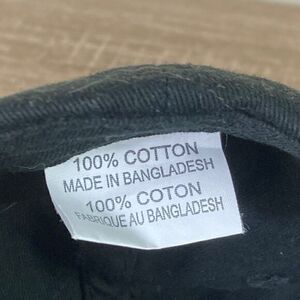 100% COTTON
MADE IN BANGLADESH
100% COTON
FABRIQUE AU BANGLADESH